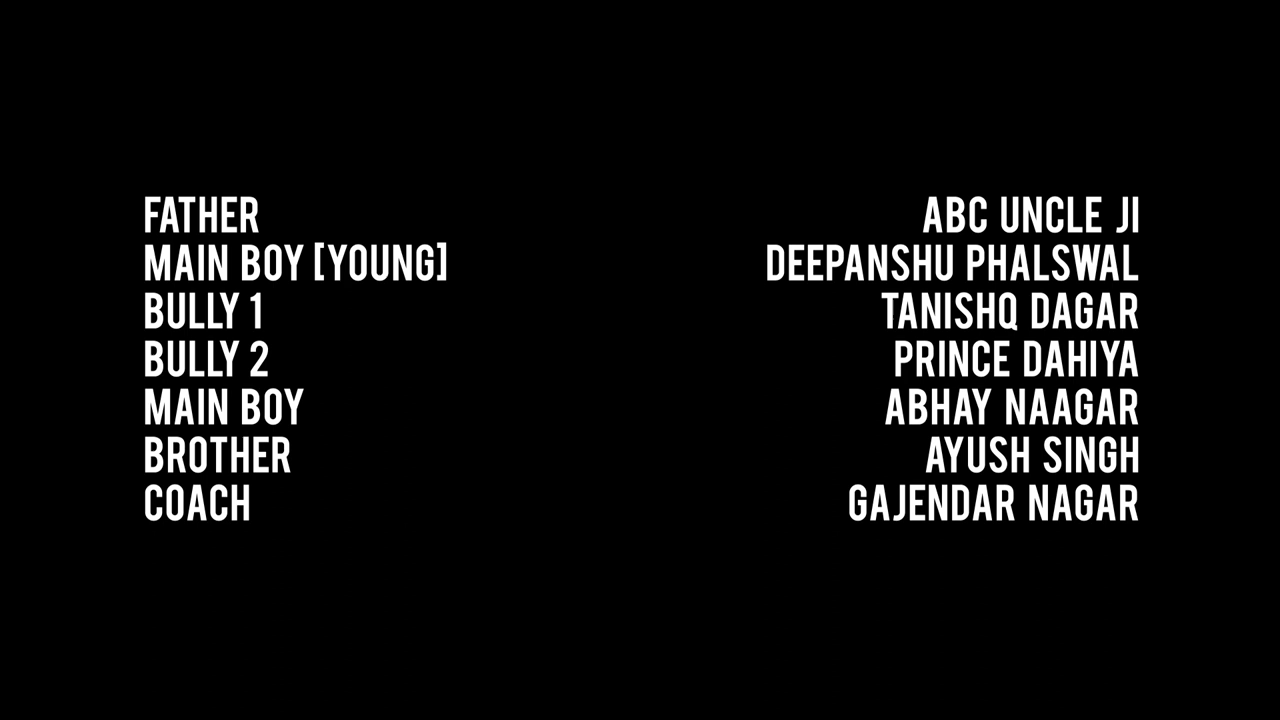 FATHER ABC UNCLE JI
MAIN BOY [YOUNG] DEEPANSHU PHALSWAL
BULLY 1 TANISHQ DAGAR
BULLY 2 PRINCE DAHIYA
MAIN BOY ABHAY NAAGAR
BROTHER AYUSH SINGH
COACH GAJENDAR NAGAR